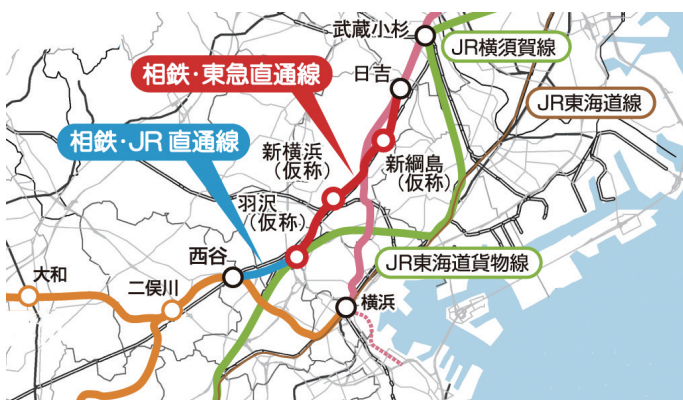 武蔵小杉
JR横須賀線
日吉
相鉄・東急直通線
JR東海道線
相鉄・JR 直通線
新横浜
（仮称）
新綱島
（仮称）
羽沢
（仮称）
西谷
JR東海道貨物線
大和
二俣川
横浜